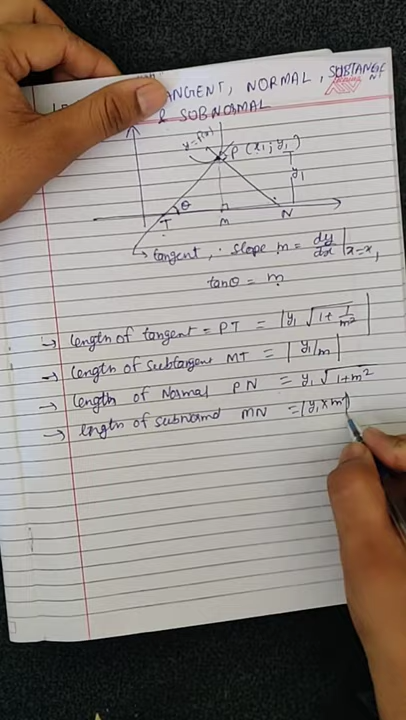 TANGENT, NORMAL, SUBTANGENT
& SUBNORMAL
y=f(x)
P(x₁, y₁)
y₁
θ
T
m
N
tangent, slope m = dy/dx | x=x₁
tanθ = m
→ length of tangent = PT = |y₁ √(1+1/m²)|
→ length of Subtangent MT = |y₁/m|
→ length of Normal PN = y₁ √(1+m²)
→ length of subnormal MN = |y₁×m|